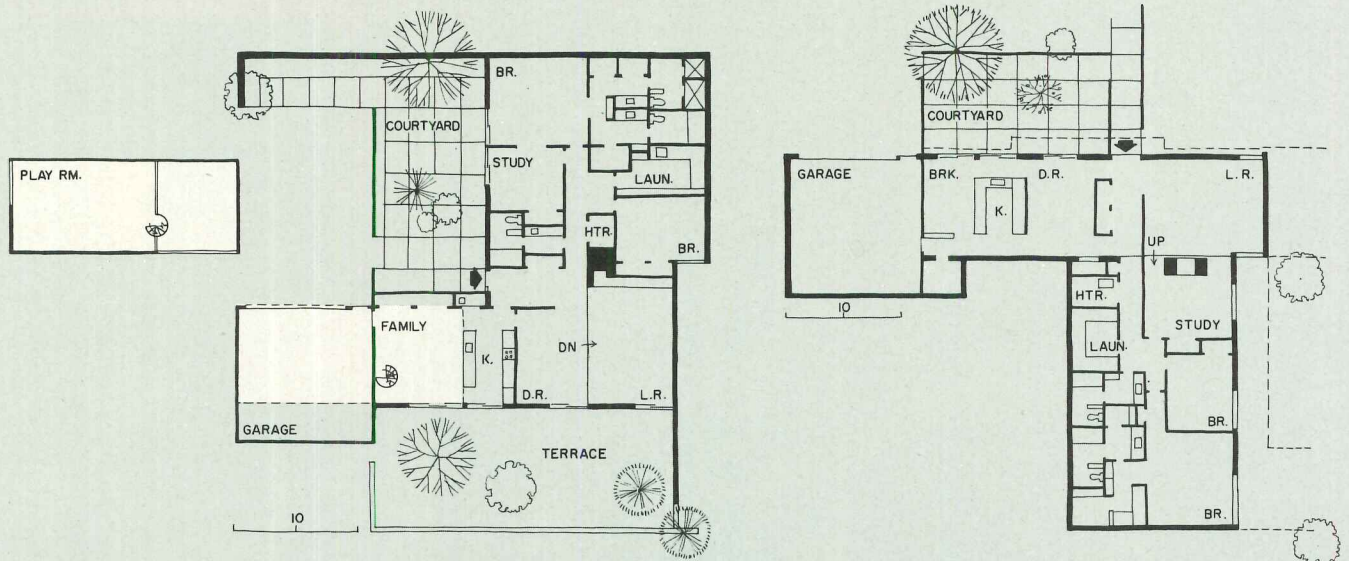 PLAY RM.
BR.
COURTYARD
STUDY
LAUN.
HTR.
BR.
FAMILY
K.
DN
D.R.
L.R.
GARAGE
TERRACE
10
COURTYARD
GARAGE
BRK.
D.R.
L.R.
K.
UP
10
HTR.
STUDY
LAUN.
BR.
BR.